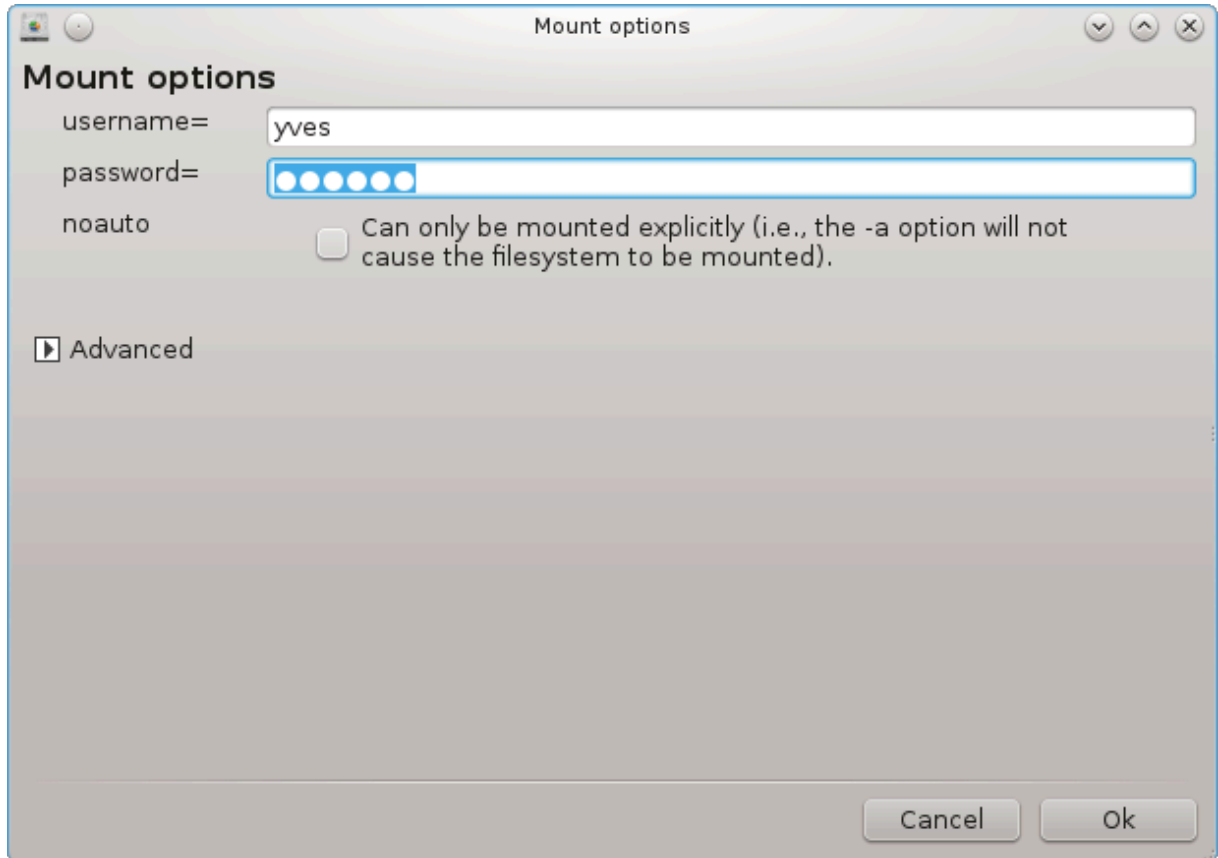 Mount options
Mount options
username=
yves
password=
●●●●●●
noauto
Can only be mounted explicitly (i.e., the -a option will not
cause the filesystem to be mounted).
Advanced
Cancel
Ok